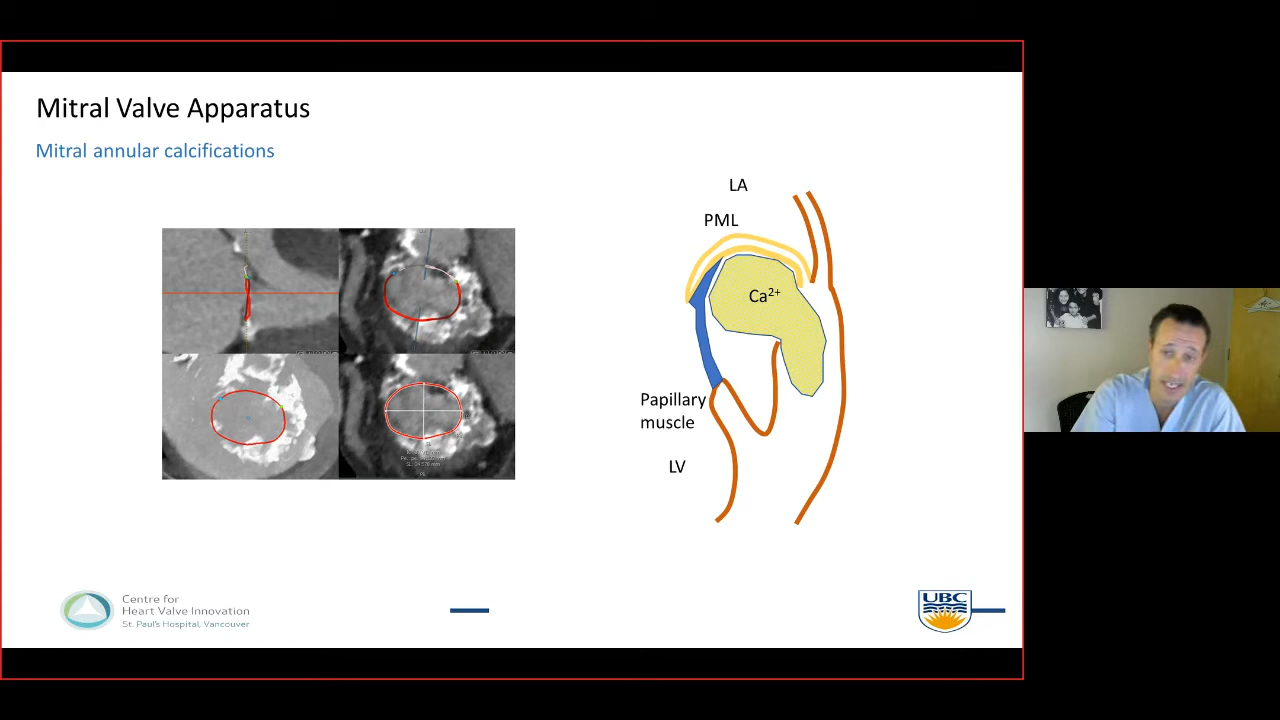 Mitral Valve Apparatus
Mitral annular calcifications
LA
PML
Ca²⁺
Papillary
muscle
LV
Centre for
Heart Valve Innovation
St. Paul's Hospital, Vancouver
UBC